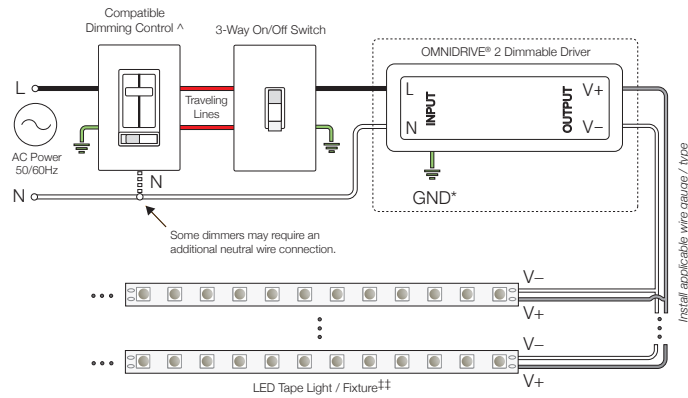 Compatible
Dimming Control ^
3-Way On/Off Switch
OMNIDRIVE® 2 Dimmable Driver
L
Traveling
Lines
L
N
INPUT
OUTPUT
V+
V–
AC Power
50/60Hz
N
N
GND*
Some dimmers may require an
additional neutral wire connection.
Install applicable wire gauge / type
V–
V+
V–
V+
LED Tape Light / Fixture‡‡